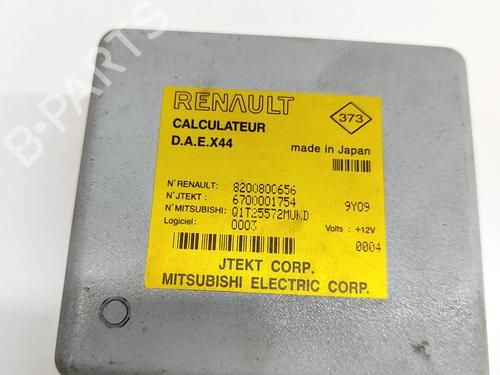 RENAULT
373
CALCULATEUR
D.A.E.X44
made in Japan
N° RENAULT: 8200800656
N° JTEKT: 6700001754 9Y09
N° MITSUBISHI: Q1T25572MUKD
Logiciel: 0003 Volts: +12V
0004
JTEKT CORP.
MITSUBISHI ELECTRIC CORP.
B-PARTS